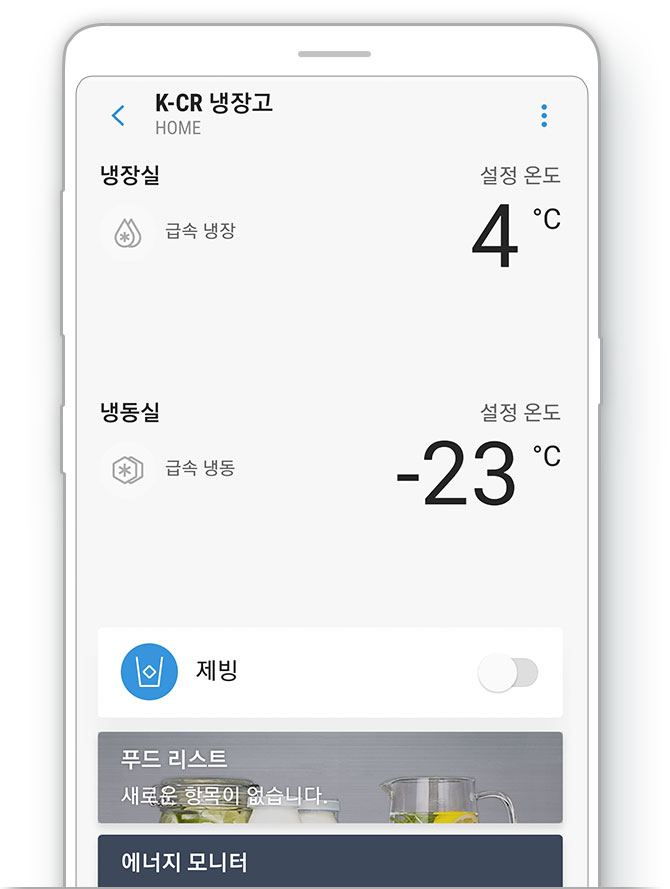 K-CR 냉장고
HOME
냉장실
설정 온도
급속 냉장
4 °C
냉동실
설정 온도
급속 냉동
-23 °C
제빙
푸드 리스트
새로운 항목이 없습니다.
에너지 모니터